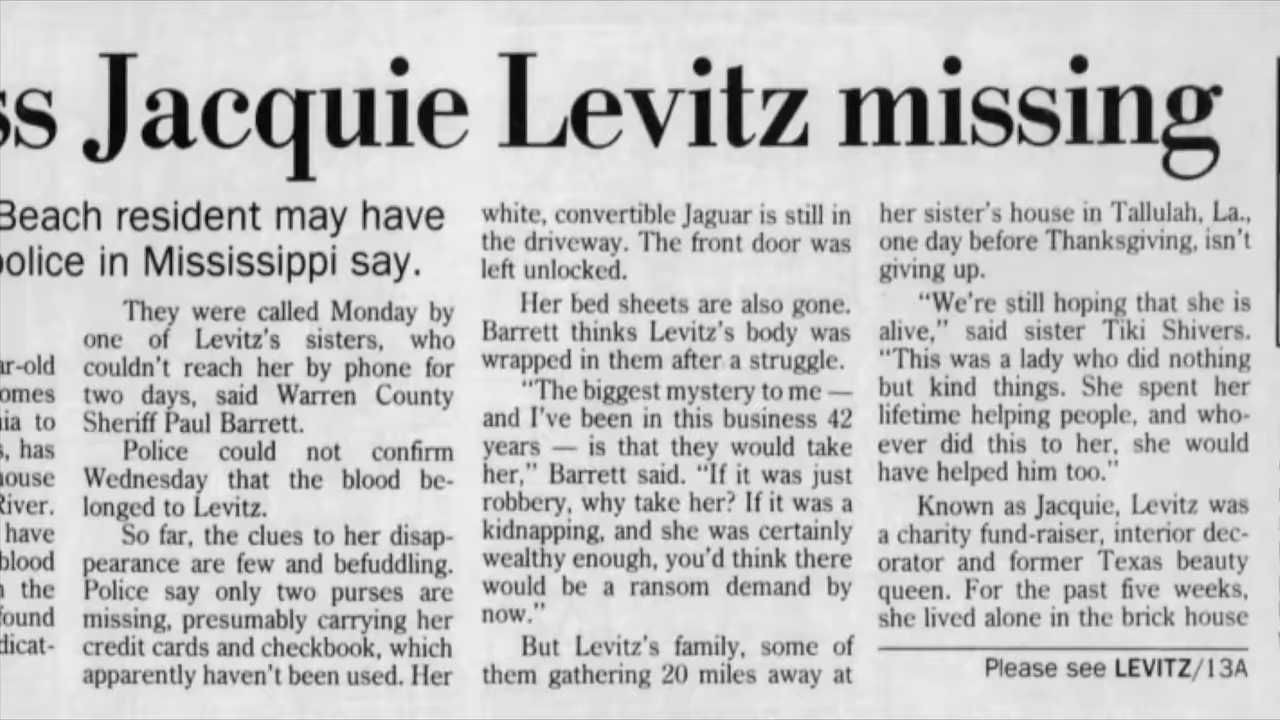 ss Jacquie Levitz missing
Beach resident may have
police in Mississippi say.
ar-old
omes
ia to
s, has
house
River.
have
blood
n the
found
dicat-
They were called Monday by
one of Levitz's sisters, who
couldn't reach her by phone for
two days, said Warren County
Sheriff Paul Barrett.
Police could not confirm
Wednesday that the blood be-
longed to Levitz.
So far, the clues to her disap-
pearance are few and befuddling.
Police say only two purses are
missing, presumably carrying her
credit cards and checkbook, which
apparently haven't been used. Her
white, convertible Jaguar is still in
the driveway. The front door was
left unlocked.
Her bed sheets are also gone.
Barrett thinks Levitz's body was
wrapped in them after a struggle.
"The biggest mystery to me —
and I've been in this business 42
years — is that they would take
her," Barrett said. "If it was just
robbery, why take her? If it was a
kidnapping, and she was certainly
wealthy enough, you'd think there
would be a ransom demand by
now."
But Levitz's family, some of
them gathering 20 miles away at
her sister's house in Tallulah, La.,
one day before Thanksgiving, isn't
giving up.
"We're still hoping that she is
alive," said sister Tiki Shivers.
"This was a lady who did nothing
but kind things. She spent her
lifetime helping people, and who-
ever did this to her, she would
have helped him too."
Known as Jacquie, Levitz was
a charity fund-raiser, interior dec-
orator and former Texas beauty
queen. For the past five weeks,
she lived alone in the brick house
Please see LEVITZ/13A